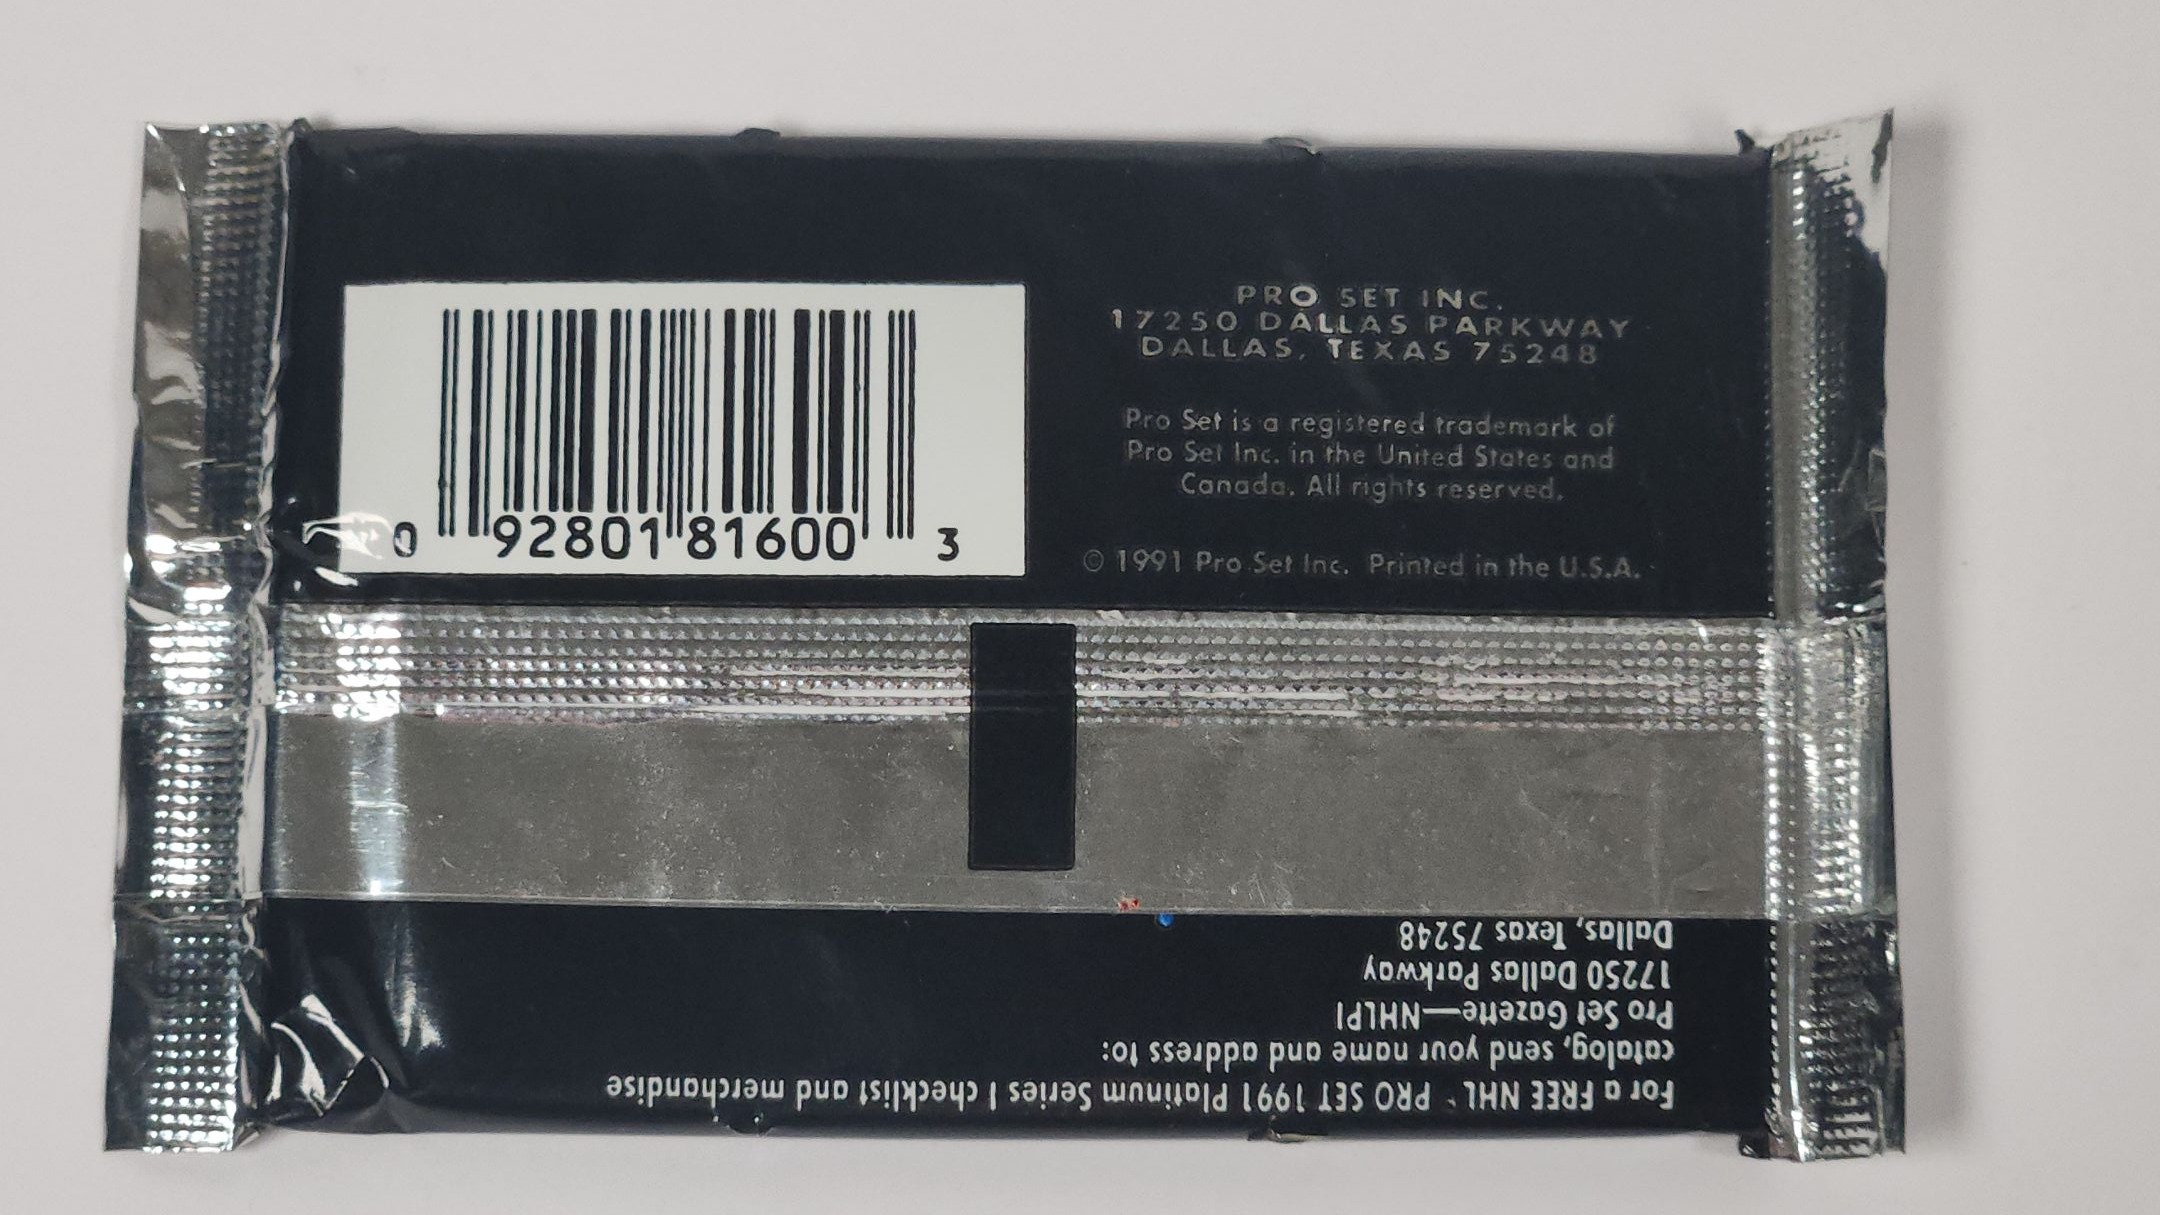 PRO SET INC.
17250 DALLAS PARKWAY
DALLAS, TEXAS 75248
Pro Set is a registered trademark of
Pro Set Inc. in the United States and
Canada. All rights reserved.
© 1991 Pro Set Inc. Printed in the U.S.A.
0 92801 81600 3
For a FREE NHL · PRO SET 1991 Platinum Series I checklist and merchandise
catalog, send your name and address to:
Pro Set Gazette—NHLPI
17250 Dallas Parkway
Dallas, Texas 75248